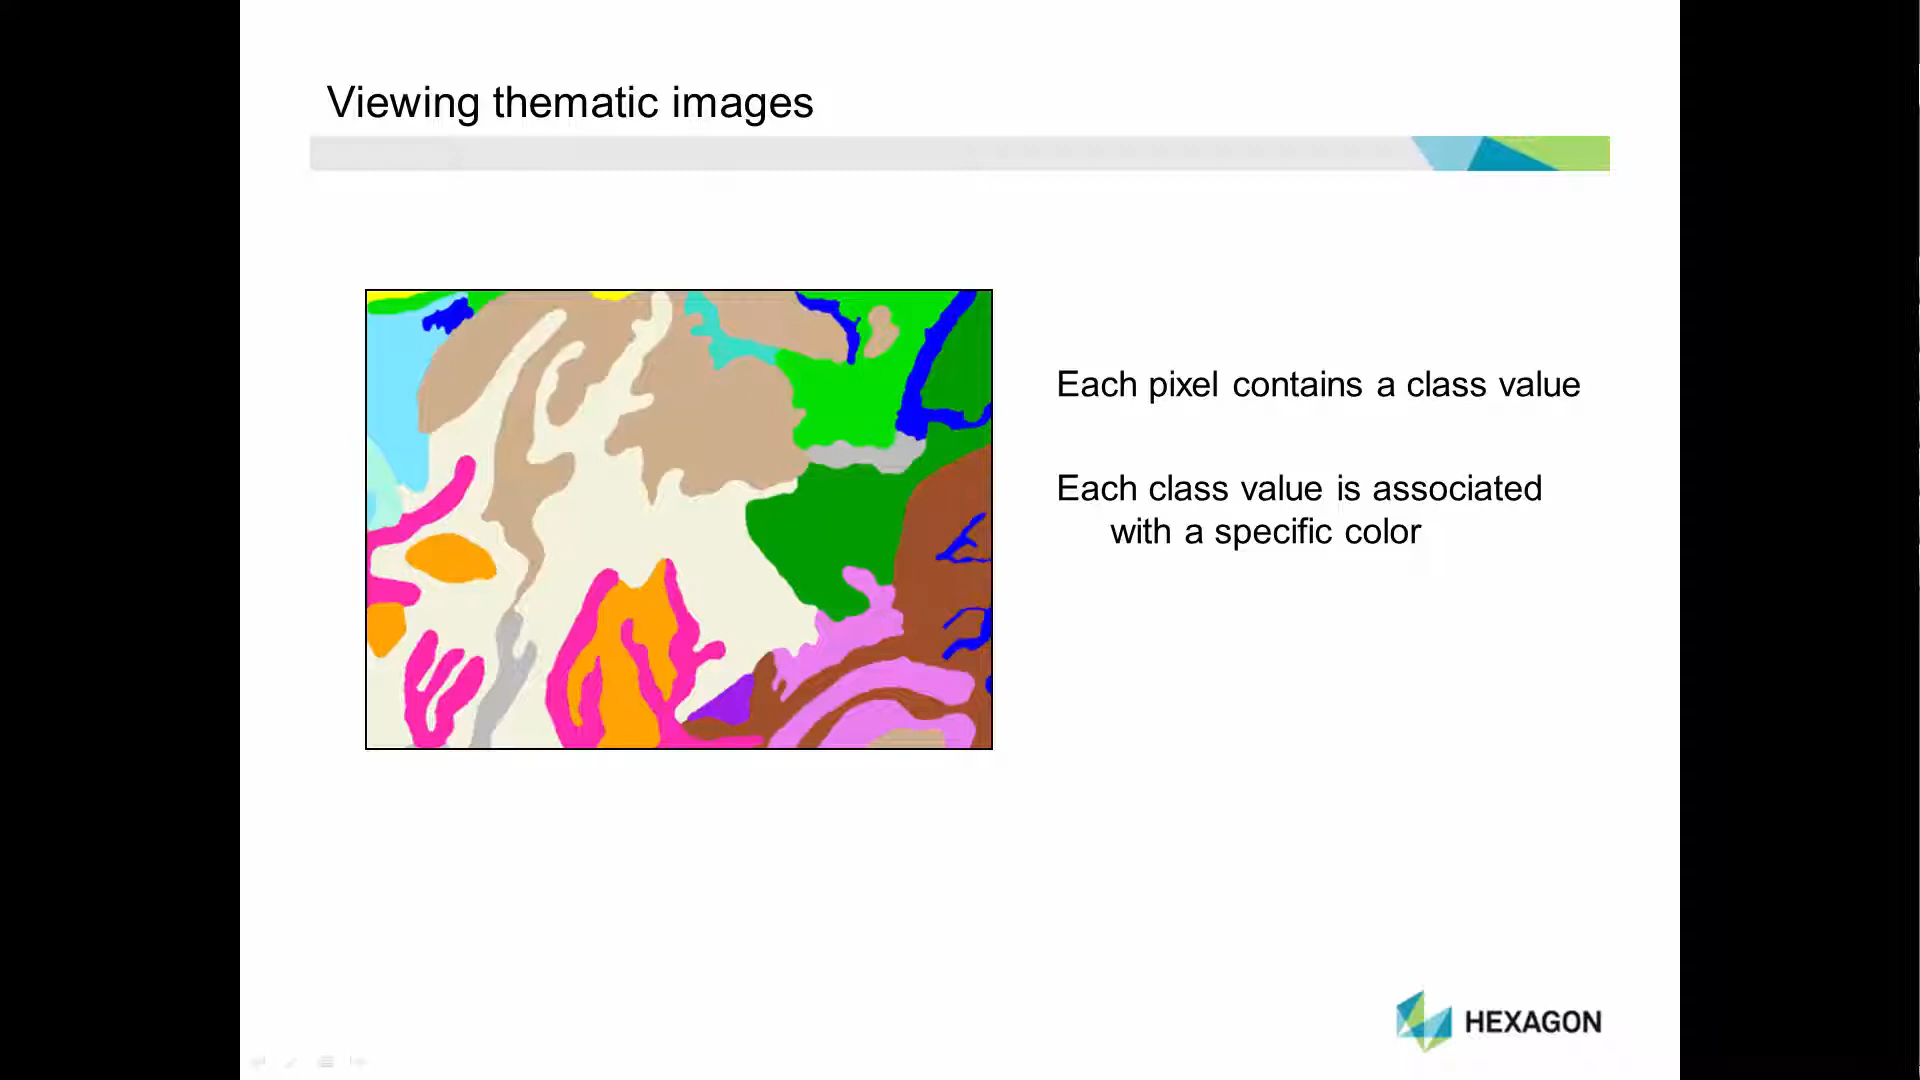 Viewing thematic images
Each pixel contains a class value
Each class value is associated
with a specific color
HEXAGON